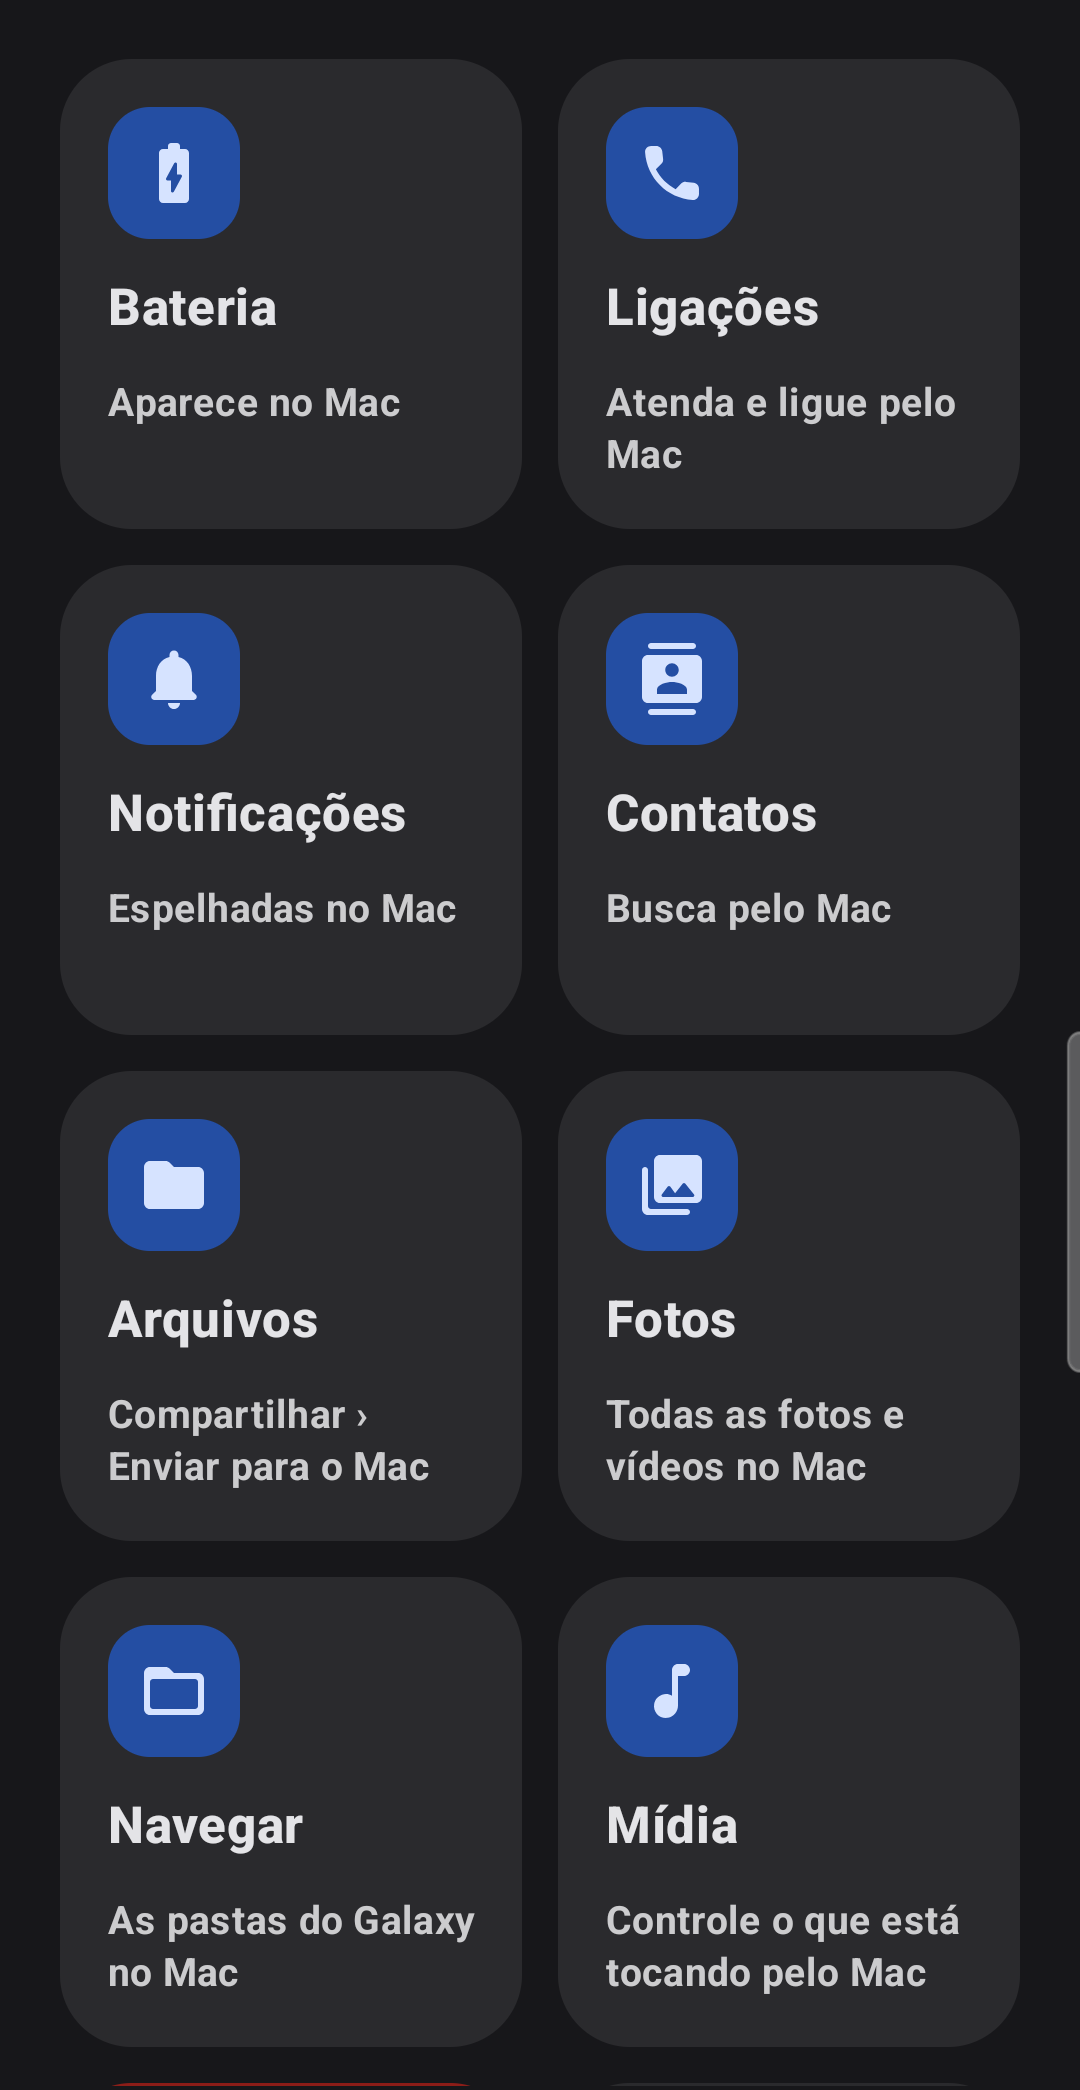 Bateria
Aparece no Mac
Ligações
Atenda e ligue pelo
Mac
Notificações
Espelhadas no Mac
Contatos
Busca pelo Mac
Arquivos
Compartilhar ›
Enviar para o Mac
Fotos
Todas as fotos e
vídeos no Mac
Navegar
As pastas do Galaxy
no Mac
Mídia
Controle o que está
tocando pelo Mac